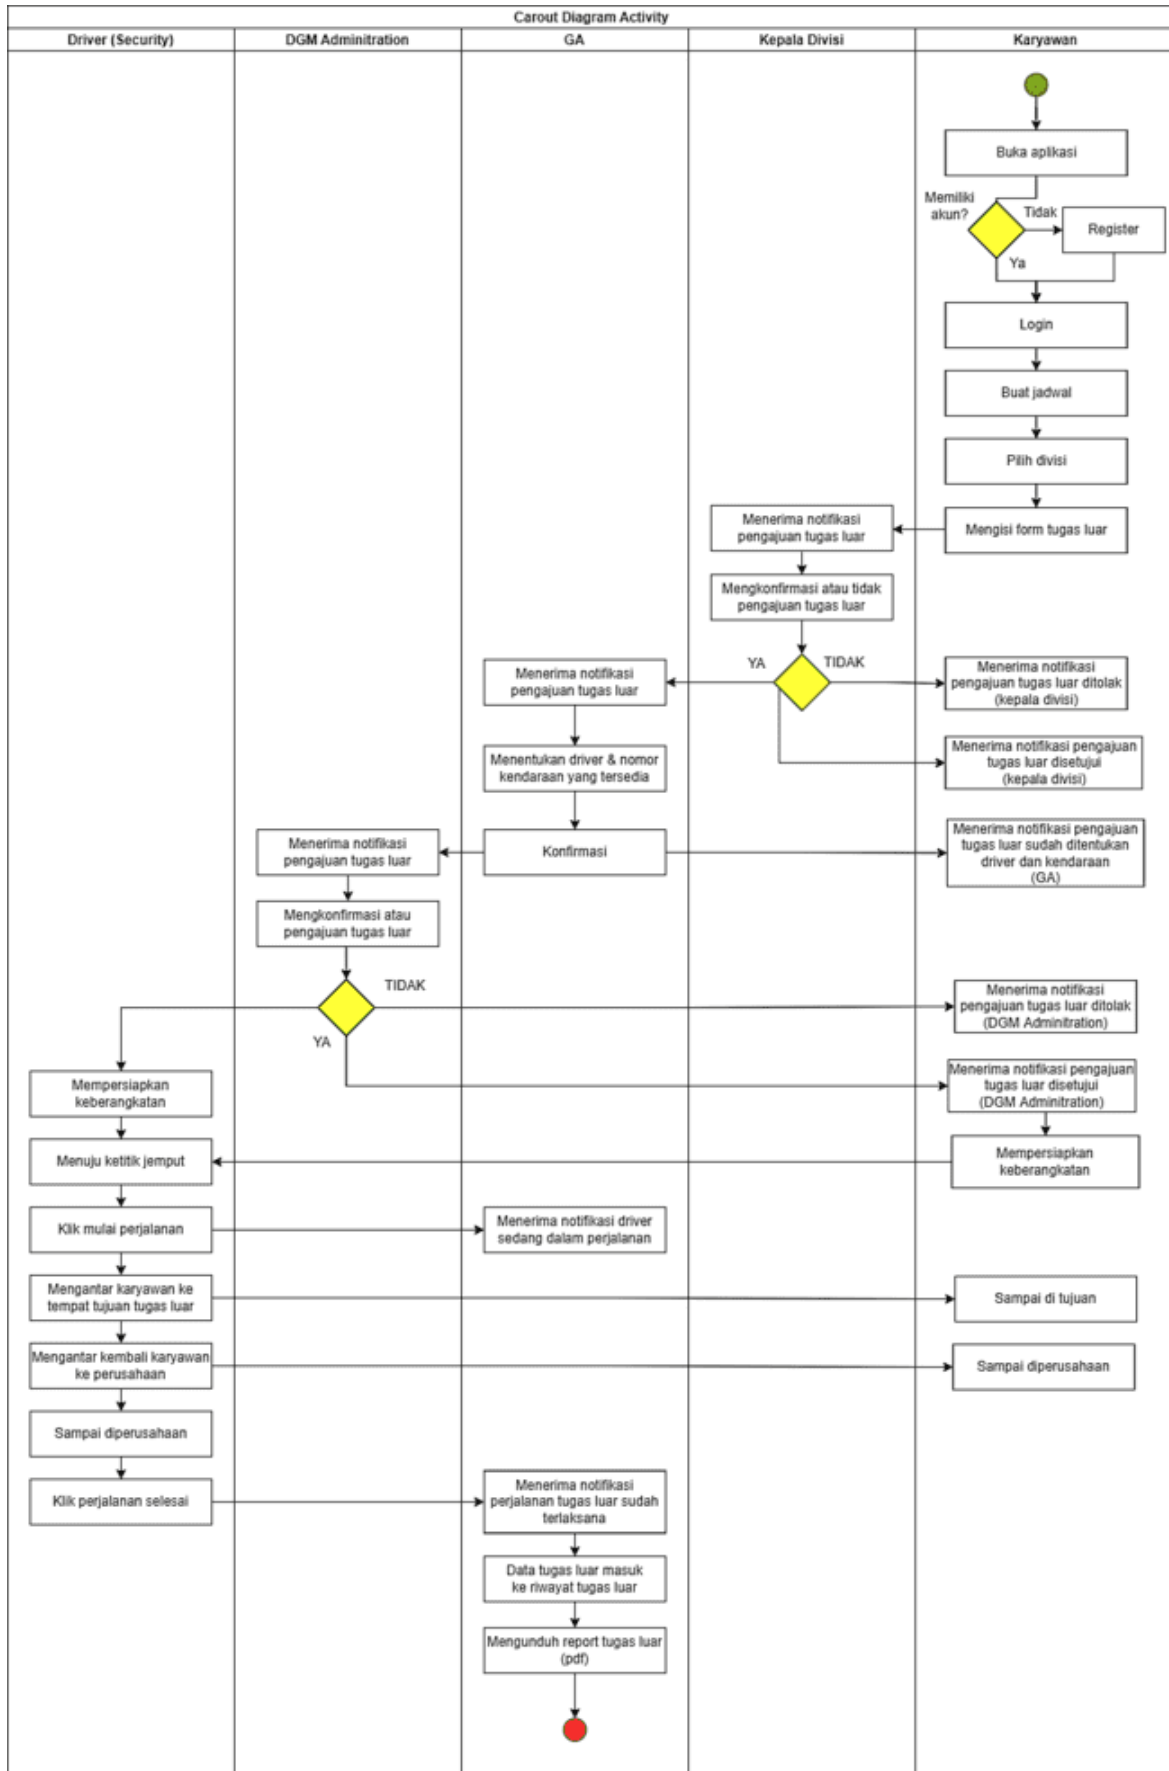 Carout Diagram Activity
Driver (Security)
DGM Adminitration
GA
Kepala Divisi
Karyawan
Buka aplikasi
Memiliki
akun?
Tidak
Register
Ya
Login
Buat jadwal
Pilih divisi
Mengisi form tugas luar
Menerima notifikasi
pengajuan tugas luar
Mengkonfirmasi atau tidak
pengajuan tugas luar
YA
TIDAK
Menerima notifikasi
pengajuan tugas luar ditolak
(kepala divisi)
Menerima notifikasi
pengajuan tugas luar
Menerima notifikasi pengajuan
tugas luar disetujui
(kepala divisi)
Menentukan driver & nomor
kendaraan yang tersedia
Konfirmasi
Menerima notifikasi pengajuan
tugas luar sudah ditentukan
driver dan kendaraan
(GA)
Menerima notifikasi
pengajuan tugas luar
Mengkonfirmasi atau
pengajuan tugas luar
TIDAK
YA
Menerima notifikasi
pengajuan tugas luar ditolak
(DGM Adminitration)
Menerima notifikasi pengajuan
tugas luar disetujui
(DGM Adminitration)
Mempersiapkan
keberangkatan
Mempersiapkan
keberangkatan
Menuju ketitik jemput
Klik mulai perjalanan
Menerima notifikasi driver
sedang dalam perjalanan
Mengantar karyawan ke
tempat tujuan tugas luar
Sampai di tujuan
Mengantar kembali karyawan
ke perusahaan
Sampai diperusahaan
Sampai diperusahaan
Klik perjalanan selesai
Menerima notifikasi
perjalanan tugas luar sudah
terlaksana
Data tugas luar masuk
ke riwayat tugas luar
Mengunduh report tugas luar
(pdf)